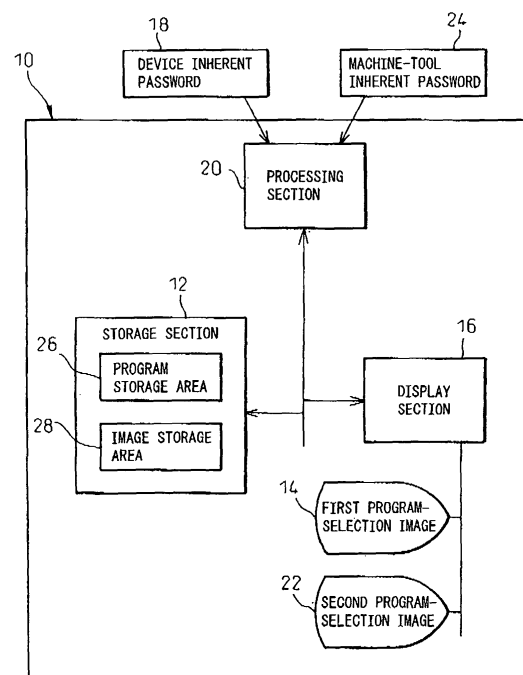 18
24
DEVICE INHERENT
PASSWORD
MACHINE-TOOL
INHERENT PASSWORD
10
20
PROCESSING
SECTION
12
STORAGE SECTION
26
PROGRAM
STORAGE AREA
28
IMAGE STORAGE
AREA
16
DISPLAY
SECTION
14
FIRST PROGRAM-
SELECTION IMAGE
22
SECOND PROGRAM-
SELECTION IMAGE